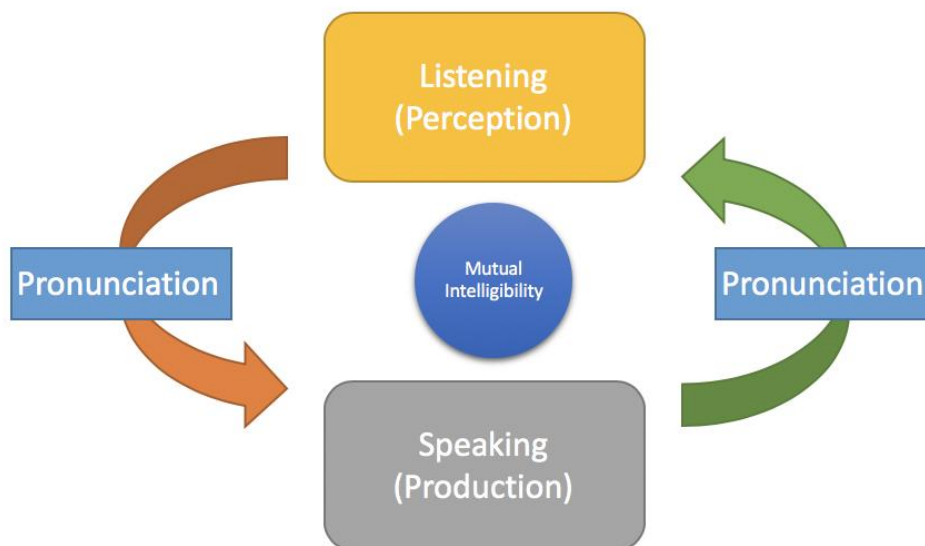 Listening
(Perception)
Pronunciation
Mutual
Intelligibility
Pronunciation
Speaking
(Production)